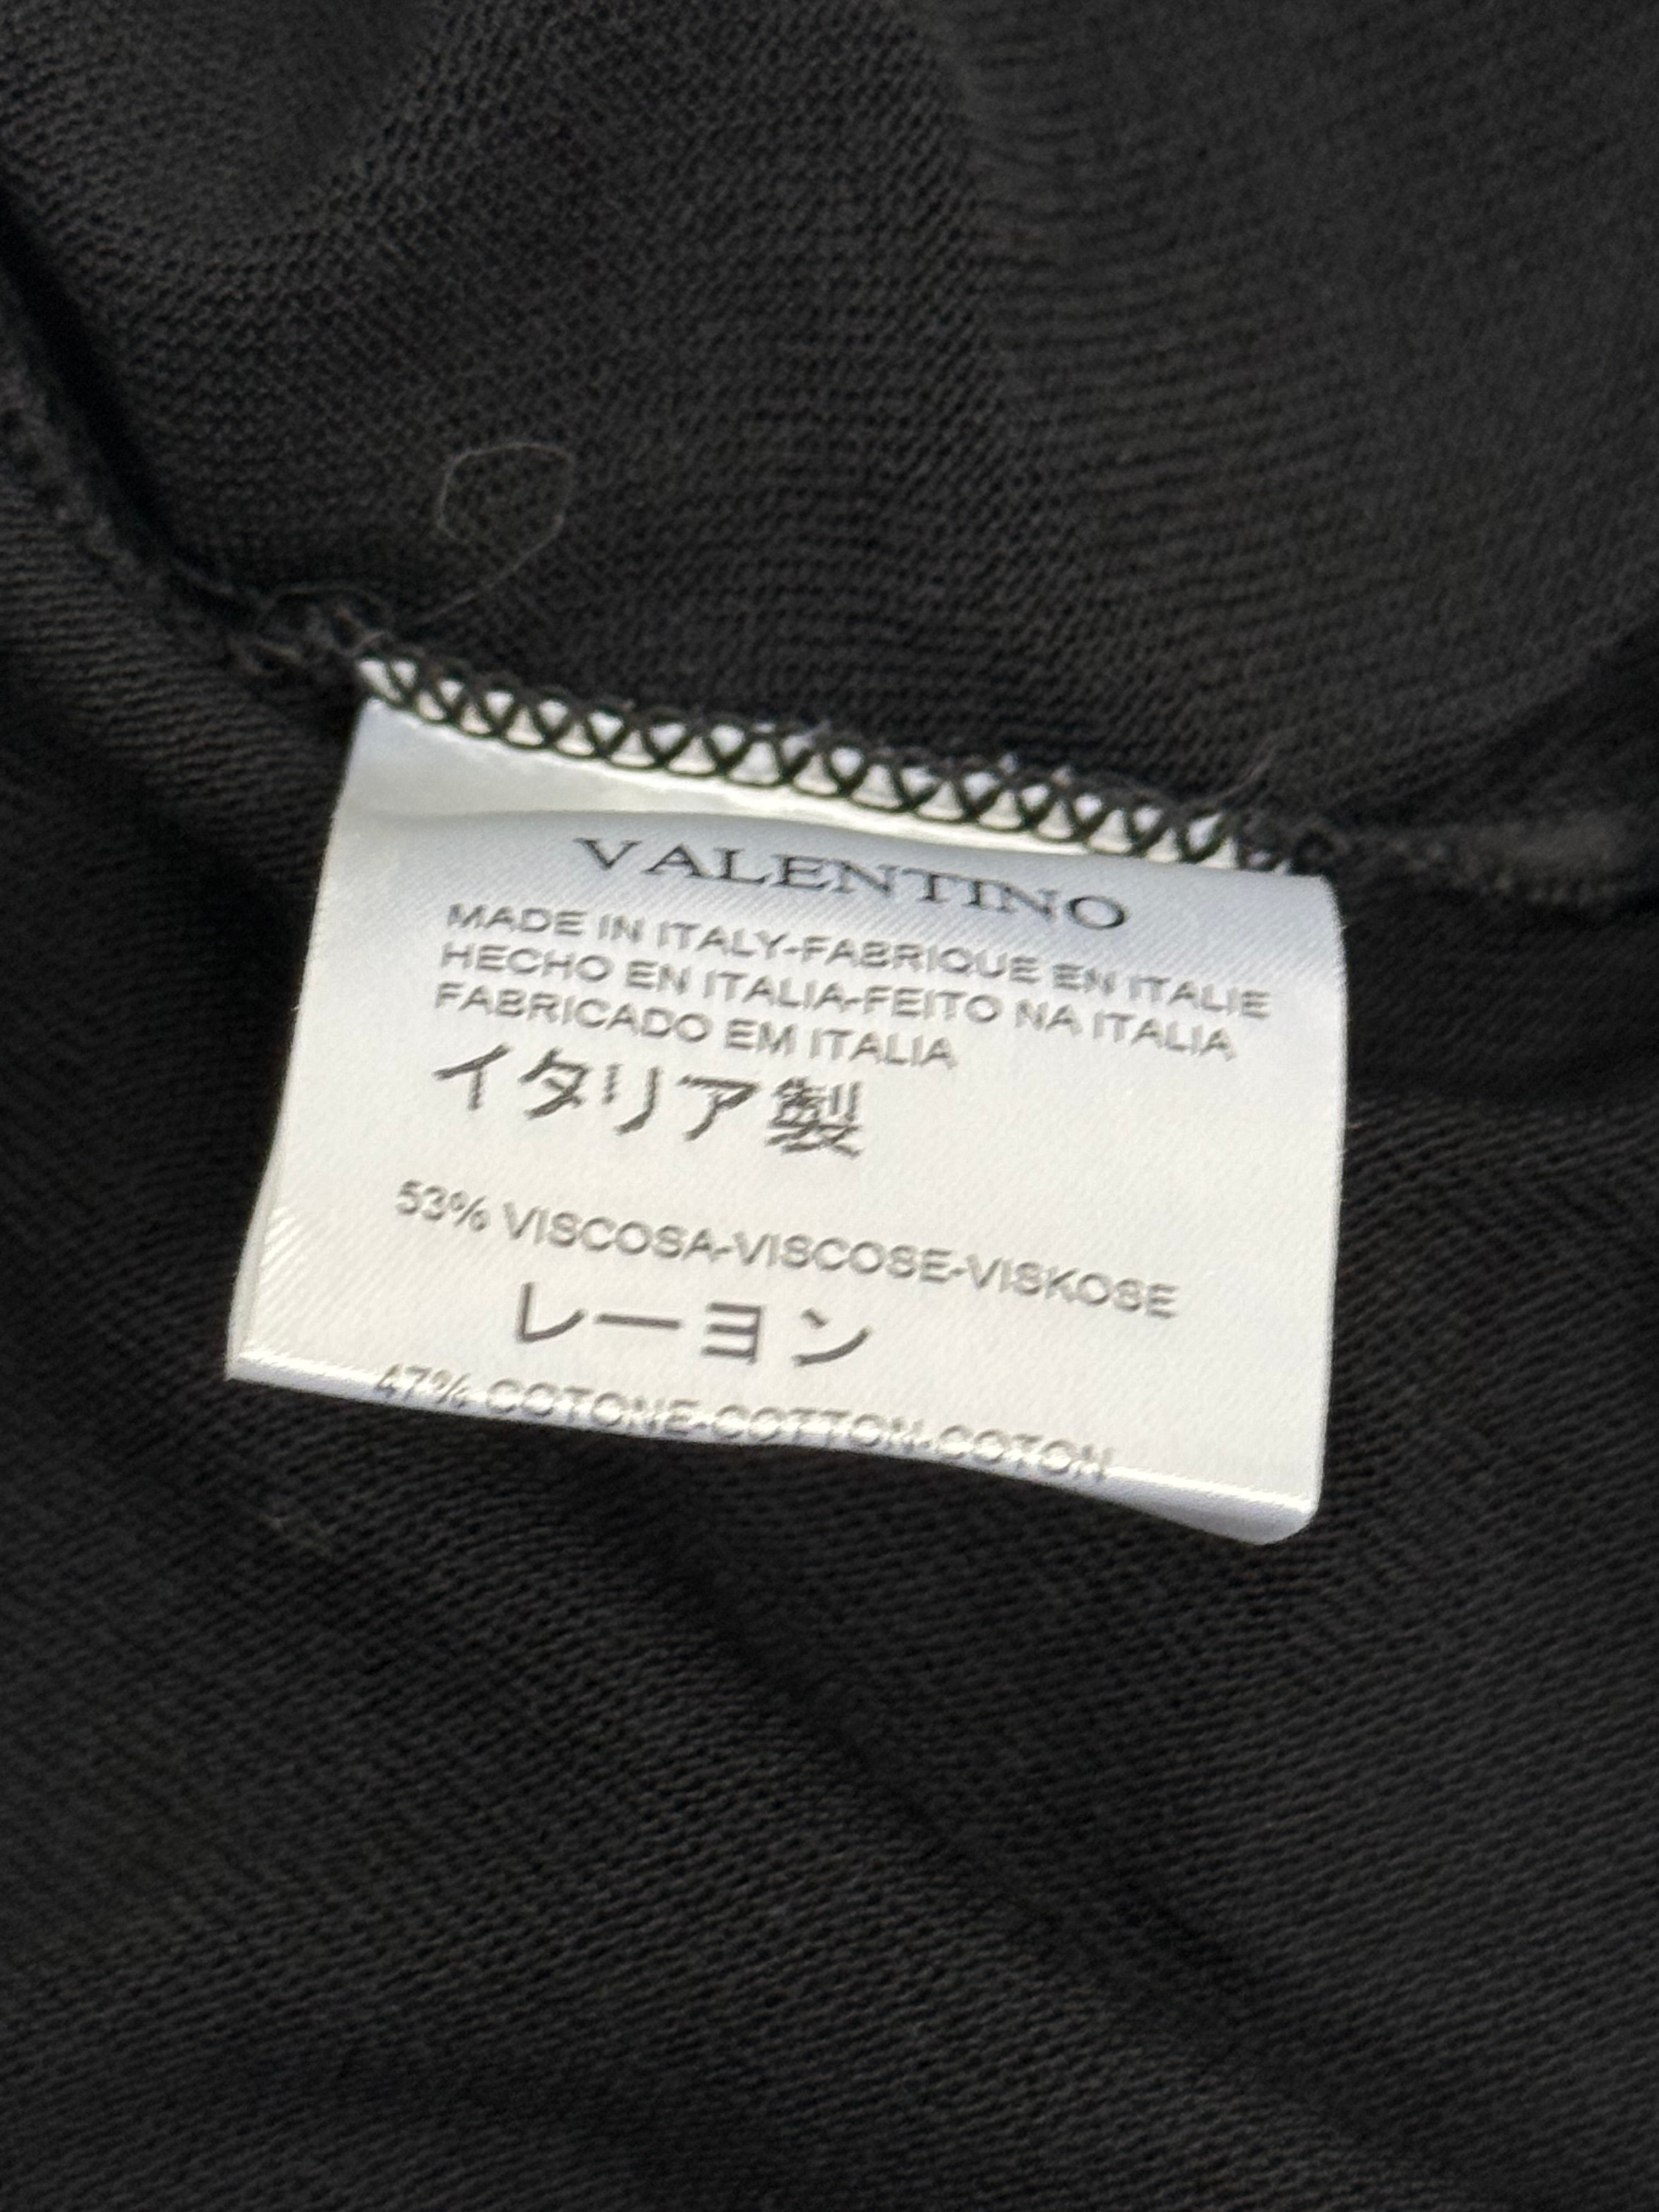 VALENTINO
MADE IN ITALY-FABRIQUE EN ITALIE
HECHO EN ITALIA-FEITO NA ITALIA
FABRICADO EM ITALIA
イタリア製
53% VISCOSA-VISCOSE-VISKOSE
レーヨン
47% COTONE-COTTON-COTON